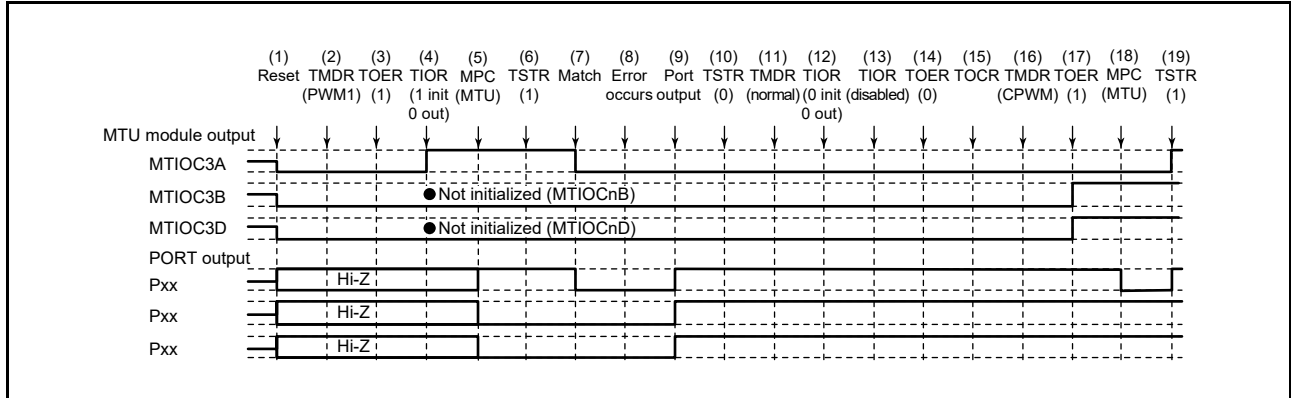 (1) (2) (3) (4) (5) (6) (7) (8) (9) (10) (11) (12) (13) (14) (15) (16) (17) (18) (19)
Reset TMDR TOER TIOR MPC TSTR Match Error Port TSTR TMDR TIOR TIOR TOER TOCR TMDR TOER MPC TSTR
(PWM1) (1) (1 init (MTU) (1) occurs output (0) (normal) (0 init (disabled) (0) (CPWM) (1) (MTU) (1)
0 out) 0 out)
MTU module output
MTIOC3A
MTIOC3B ●Not initialized (MTIOCnB)
MTIOC3D ●Not initialized (MTIOCnD)
PORT output
Pxx Hi-Z
Pxx Hi-Z
Pxx Hi-Z